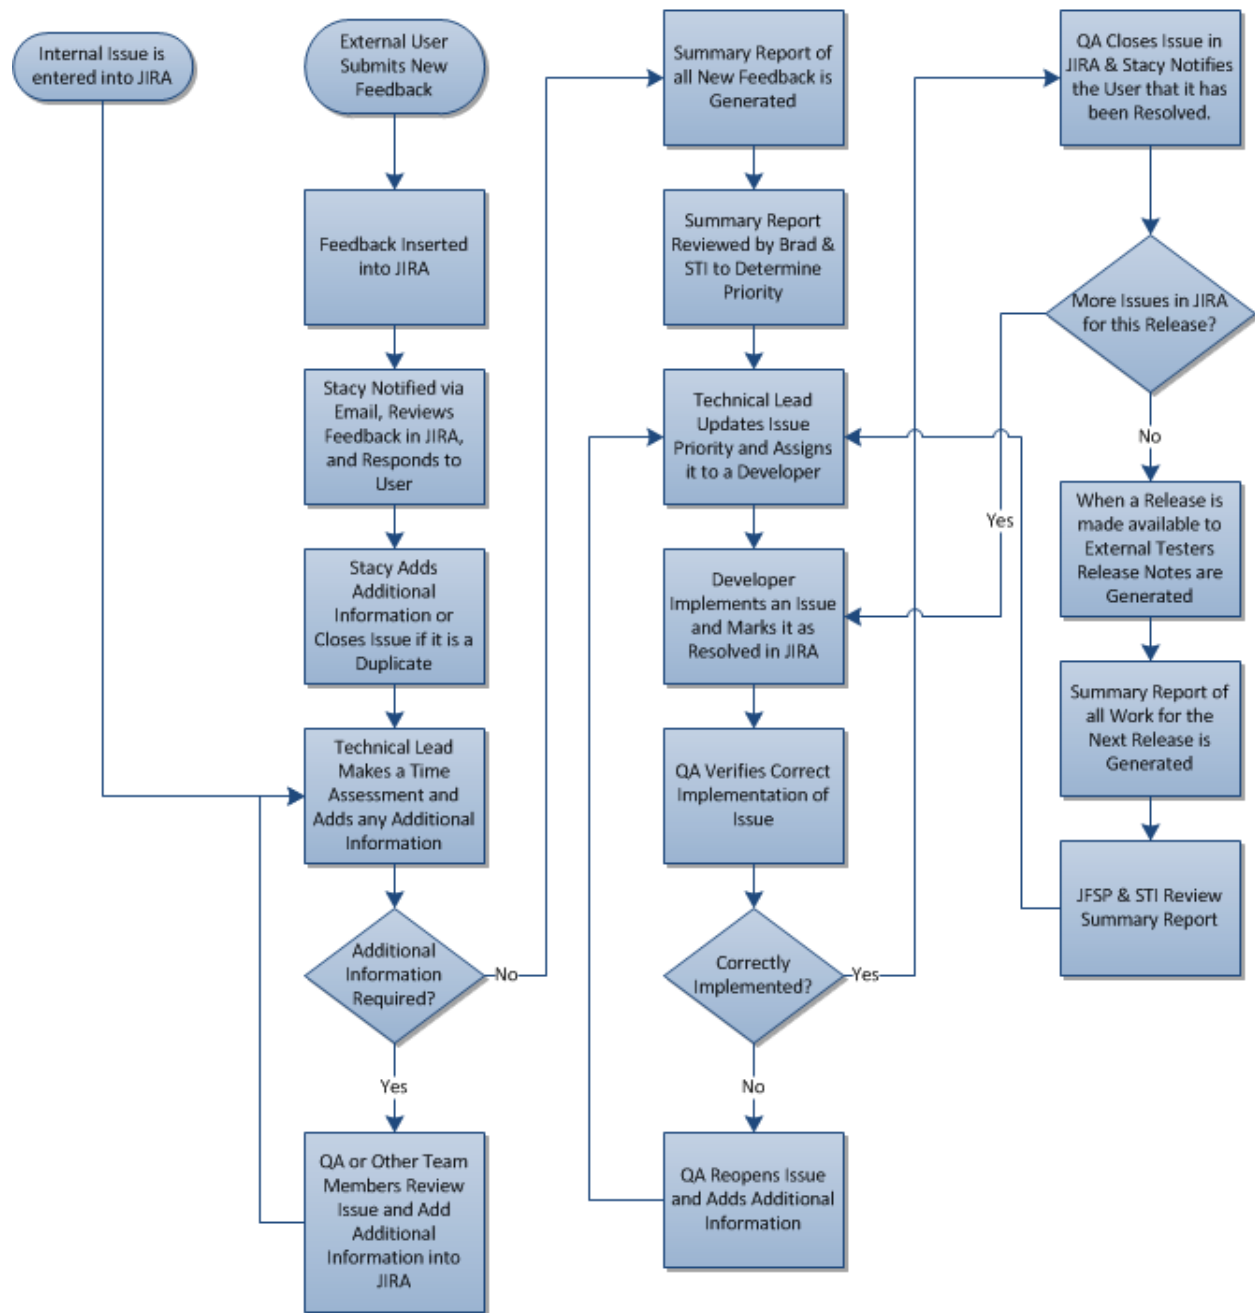 Internal Issue is
entered into JIRA
External User
Submits New
Feedback
Feedback Inserted
into JIRA
Stacy Notified via
Email, Reviews
Feedback in JIRA,
and Responds to
User
Stacy Adds
Additional
Information or
Closes Issue if it is a
Duplicate
Technical Lead
Makes a Time
Assessment and
Adds any Additional
Information
Additional
Information
Required?
No
Yes
QA or Other Team
Members Review
Issue and Add
Additional
Information into
JIRA
Summary Report of
all New Feedback is
Generated
Summary Report
Reviewed by Brad &
STI to Determine
Priority
Technical Lead
Updates Issue
Priority and Assigns
it to a Developer
Developer
Implements an Issue
and Marks it as
Resolved in JIRA
QA Verifies Correct
Implementation of
Issue
Correctly
Implemented?
Yes
No
QA Reopens Issue
and Adds Additional
Information
QA Closes Issue in
JIRA & Stacy Notifies
the User that it has
been Resolved.
More Issues in JIRA
for this Release?
No
Yes
When a Release is
made available to
External Testers
Release Notes are
Generated
Summary Report of
all Work for the
Next Release is
Generated
JFSP & STI Review
Summary Report